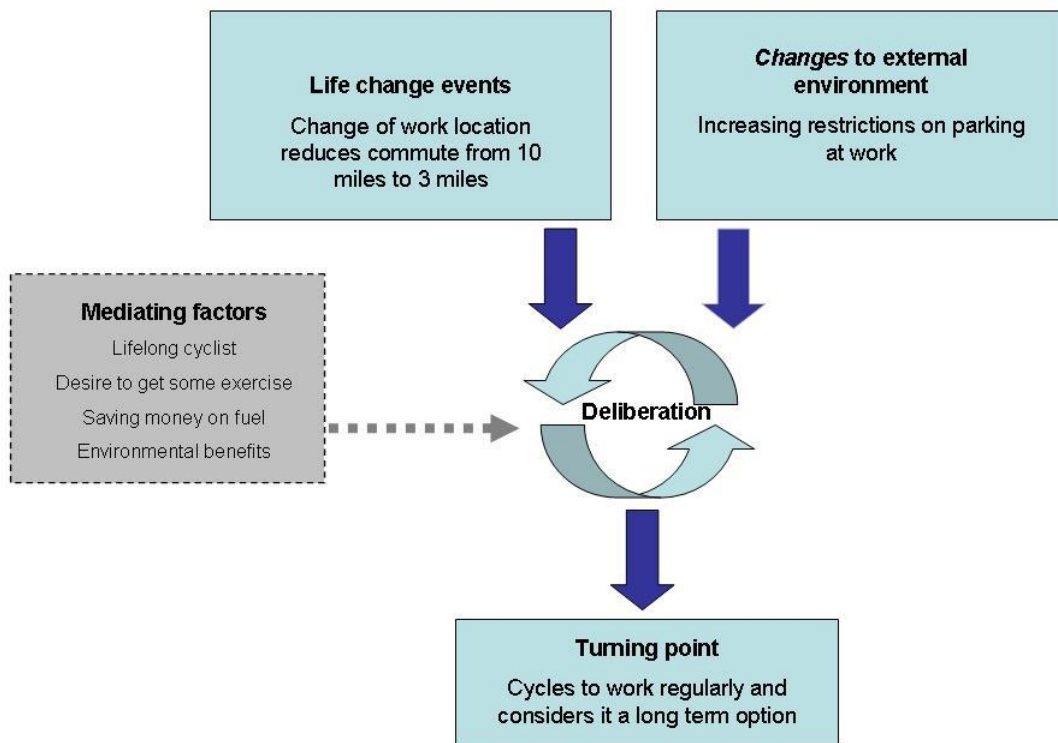 Life change events
Change of work location
reduces commute from 10
miles to 3 miles
Changes to external
environment
Increasing restrictions on parking
at work
Mediating factors
Lifelong cyclist
Desire to get some exercise
Saving money on fuel
Environmental benefits
Deliberation
Turning point
Cycles to work regularly and
considers it a long term option